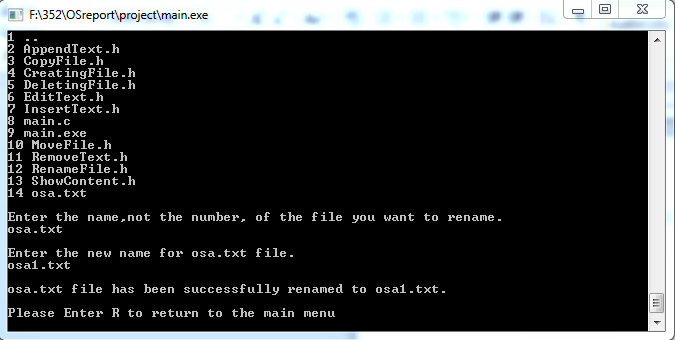 F:\352\OSreport\project\main.exe
1 ..
2 AppendText.h
3 CopyFile.h
4 CreatingFile.h
5 DeletingFile.h
6 EditText.h
7 InsertText.h
8 main.c
9 main.exe
10 MoveFile.h
11 RemoveText.h
12 RenameFile.h
13 ShowContent.h
14 osa.txt
Enter the name,not the number, of the file you want to rename.
osa.txt
Enter the new name for osa.txt file.
osa1.txt
osa.txt file has been successfully renamed to osa1.txt.
Please Enter R to return to the main menu